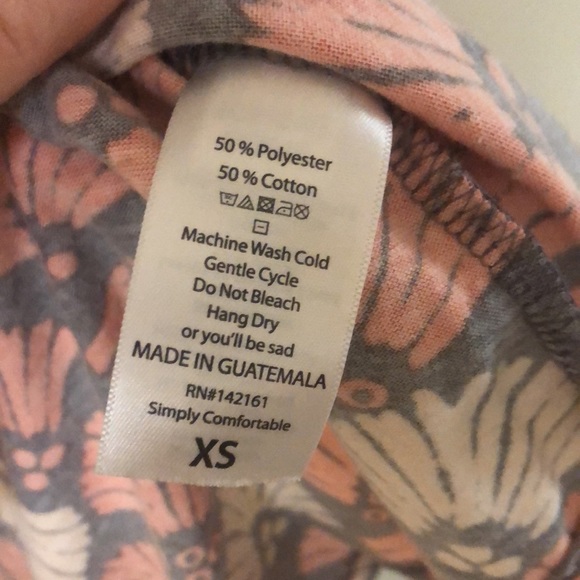 50 % Polyester
50 % Cotton
Machine Wash Cold
Gentle Cycle
Do Not Bleach
Hang Dry
or you'll be sad
MADE IN GUATEMALA
RN#142161
Simply Comfortable
XS